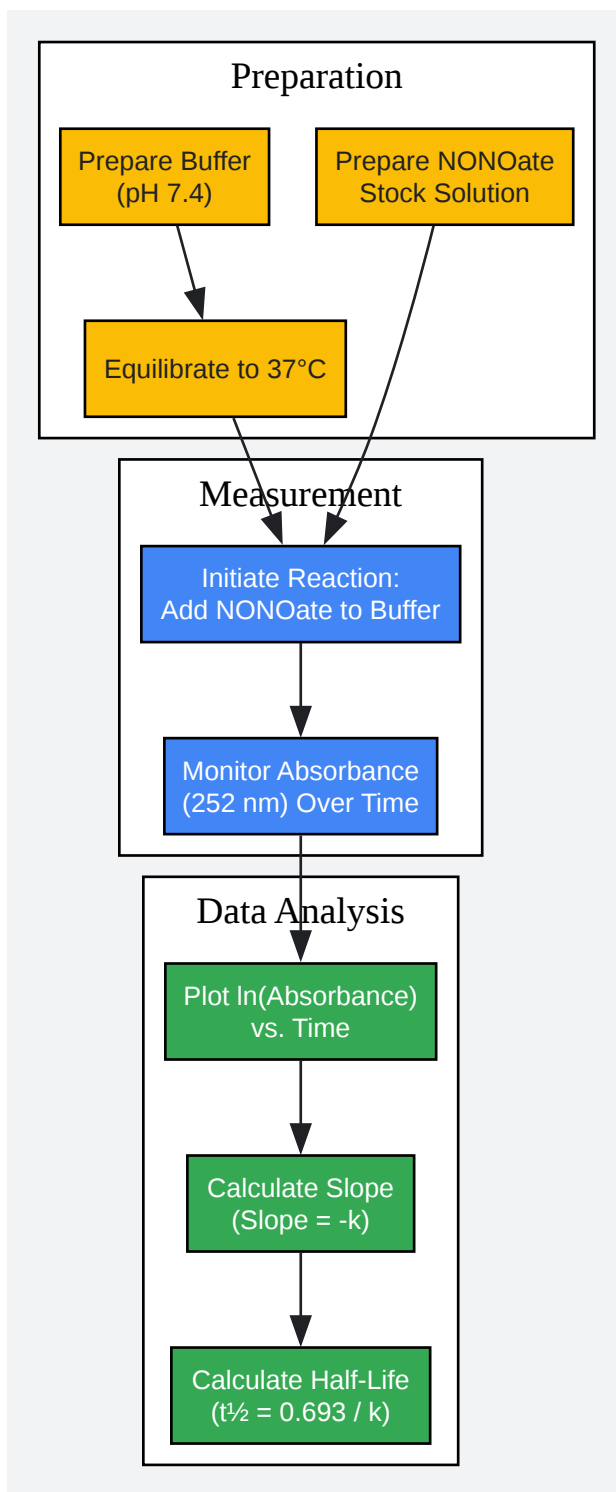 Preparation
Prepare Buffer
(pH 7.4)
Prepare NONOate
Stock Solution
Equilibrate to 37°C
Measurement
Initiate Reaction:
Add NONOate to Buffer
Monitor Absorbance
(252 nm) Over Time
Data Analysis
Plot ln(Absorbance)
vs. Time
Calculate Slope
(Slope = -k)
Calculate Half-Life
(t½ = 0.693 / k)